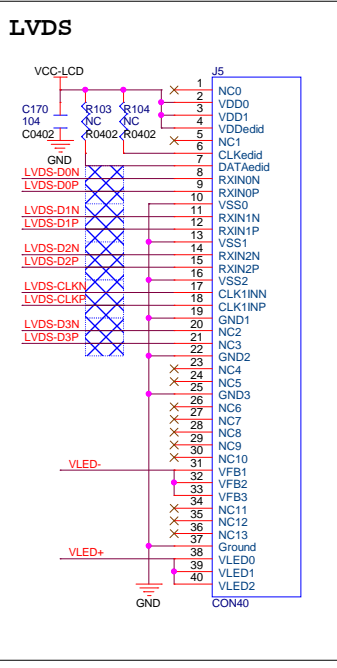 LVDS
VCC-LCD
J5
C170
104
C0402
R103
NC
R0402
R104
NC
R0402
GND
LVDS-D0N
LVDS-D0P
LVDS-D1N
LVDS-D1P
LVDS-D2N
LVDS-D2P
LVDS-CLKN
LVDS-CLKP
LVDS-D3N
LVDS-D3P
VLED-
VLED+
GND
1 NC0
2 VDD0
3 VDD1
4 VDDedid
5 NC1
6 CLKedid
7 DATAedid
8 RXIN0N
9 RXIN0P
10 VSS0
11 RXIN1N
12 RXIN1P
13 VSS1
14 RXIN2N
15 RXIN2P
16 VSS2
17 CLK1INN
18 CLK1INP
19 GND1
20 NC2
21 NC3
22 GND2
23 NC4
24 NC5
25 GND3
26 NC6
27 NC7
28 NC8
29 NC9
30 NC10
31 VFB1
32 VFB2
33 VFB3
34 NC11
35 NC12
36 NC13
37 Ground
38 VLED0
39 VLED1
40 VLED2
CON40